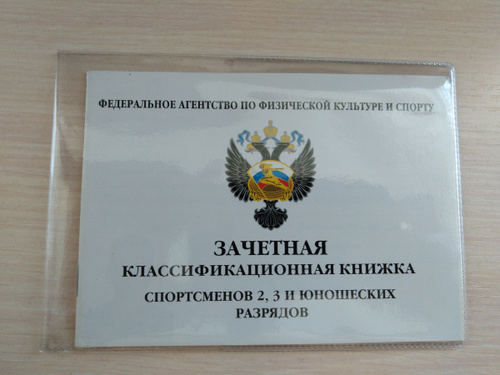 ФЕДЕРАЛЬНОЕ АГЕНТСТВО ПО ФИЗИЧЕСКОЙ КУЛЬТУРЕ И СПОРТУ
ЗАЧЕТНАЯ
КЛАССИФИКАЦИОННАЯ КНИЖКА
СПОРТСМЕНОВ 2, 3 И ЮНОШЕСКИХ
РАЗРЯДОВ